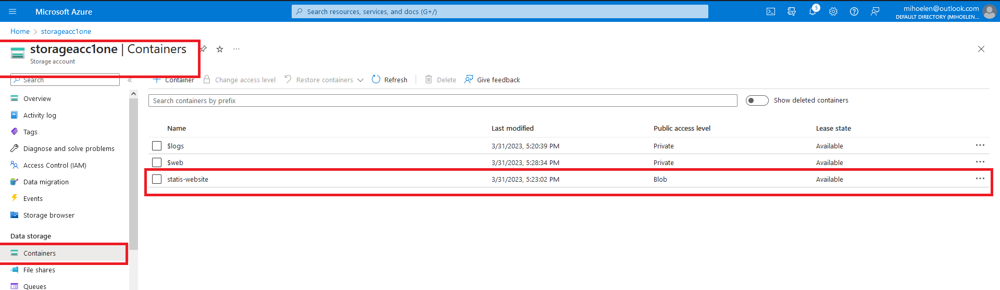 Microsoft Azure
Search resources, services, and docs (G+/)
5
mihoelen@outlook.com
DEFAULT DIRECTORY (MIHOELEN...
Home > storageacc1one
storageacc1one | Containers
...
Storage account
Search
«
+ Container
Change access level
Restore containers
Refresh
Delete
Give feedback
Overview
Activity log
Tags
Diagnose and solve problems
Access Control (IAM)
Data migration
Events
Storage browser
Data storage
Containers
File shares
Queues
Search containers by prefix
Show deleted containers
Name Last modified Public access level Lease state
$logs 3/31/2023, 5:20:39 PM Private Available ...
$web 3/31/2023, 5:28:34 PM Private Available ...
statis-website 3/31/2023, 5:23:02 PM Blob Available ...